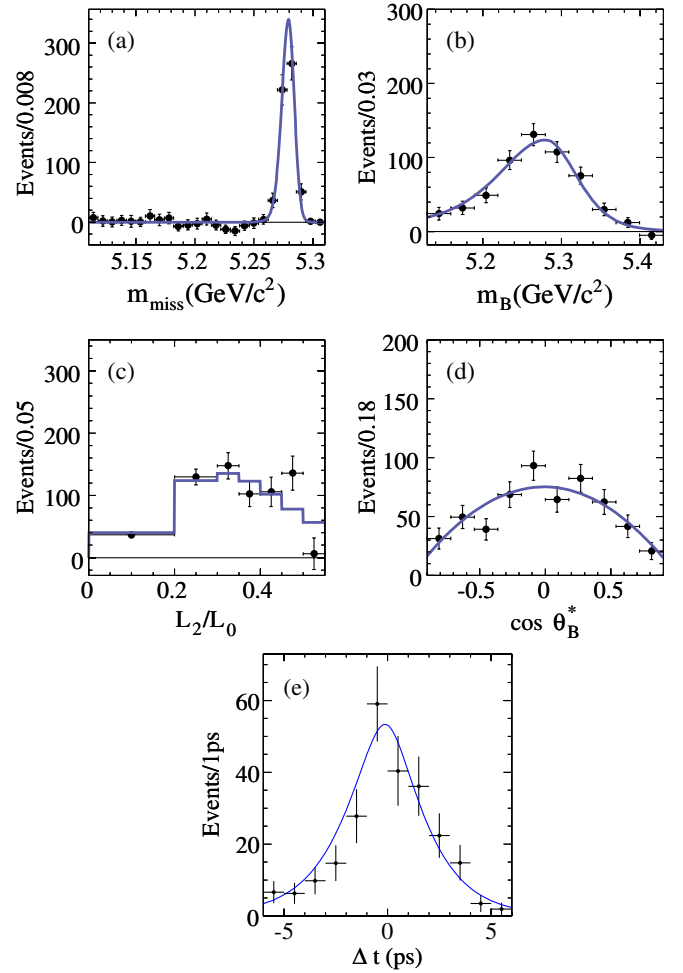 (a)
Events/0.008
300
200
100
0
5.15 5.2 5.25 5.3
m_miss(GeV/c^2)
(b)
Events/0.03
300
200
100
0
5.2 5.3 5.4
m_B(GeV/c^2)
(c)
Events/0.05
300
200
100
0
0 0.2 0.4
L_2/L_0
(d)
Events/0.18
200
150
100
50
0
-0.5 0 0.5
cos θ_B^*
(e)
Events/1ps
60
40
20
0
-5 0 5
Δ t (ps)